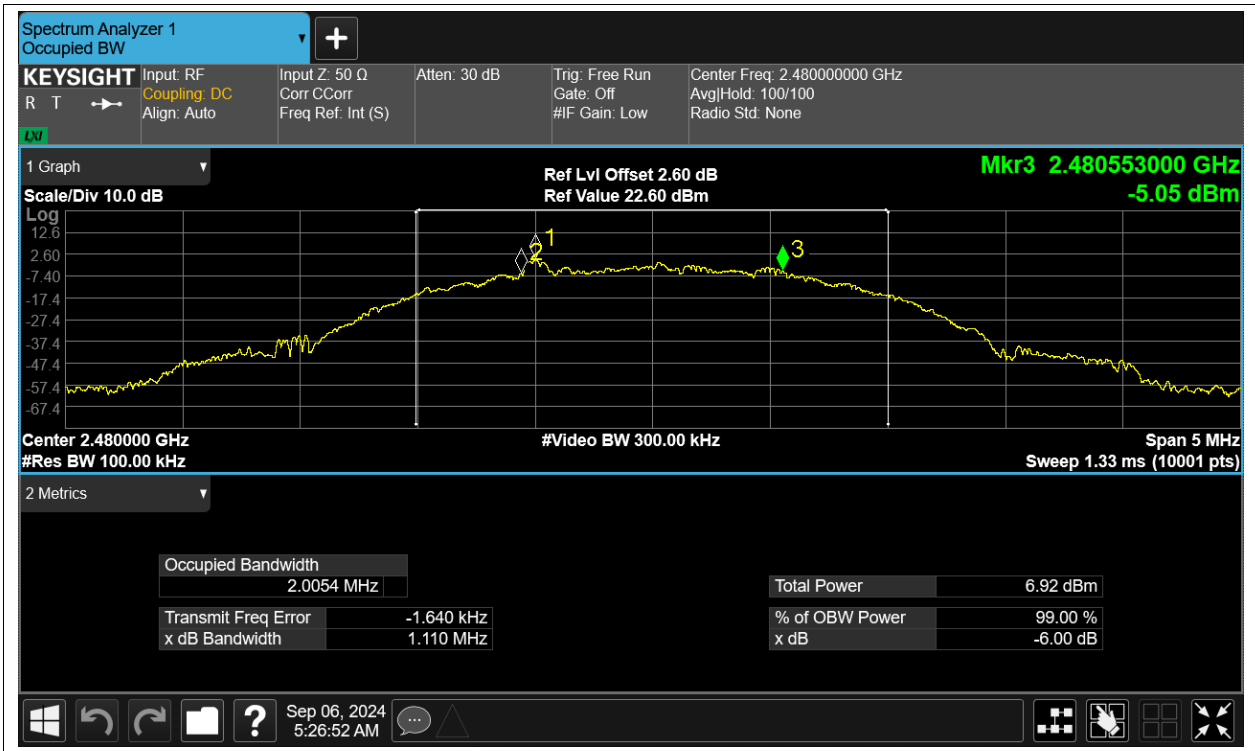 Spectrum Analyzer 1
Occupied BW
KEYSIGHT
R T
LXI
Input: RF
Coupling: DC
Align: Auto
Input Z: 50 Ω
Corr CCorr
Freq Ref: Int (S)
Atten: 30 dB
Trig: Free Run
Gate: Off
#IF Gain: Low
Center Freq: 2.480000000 GHz
Avg|Hold: 100/100
Radio Std: None
1 Graph
Scale/Div 10.0 dB
Ref Lvl Offset 2.60 dB
Ref Value 22.60 dBm
Mkr3 2.480553000 GHz
-5.05 dBm
Log
12.6
2.60
-7.40
-17.4
-27.4
-37.4
-47.4
-57.4
-67.4
1
2
3
Center 2.480000 GHz
#Res BW 100.00 kHz
#Video BW 300.00 kHz
Span 5 MHz
Sweep 1.33 ms (10001 pts)
2 Metrics
Occupied Bandwidth
2.0054 MHz
Transmit Freq Error -1.640 kHz
x dB Bandwidth 1.110 MHz
Total Power 6.92 dBm
% of OBW Power 99.00 %
x dB -6.00 dB
?
Sep 06, 2024
5:26:52 AM